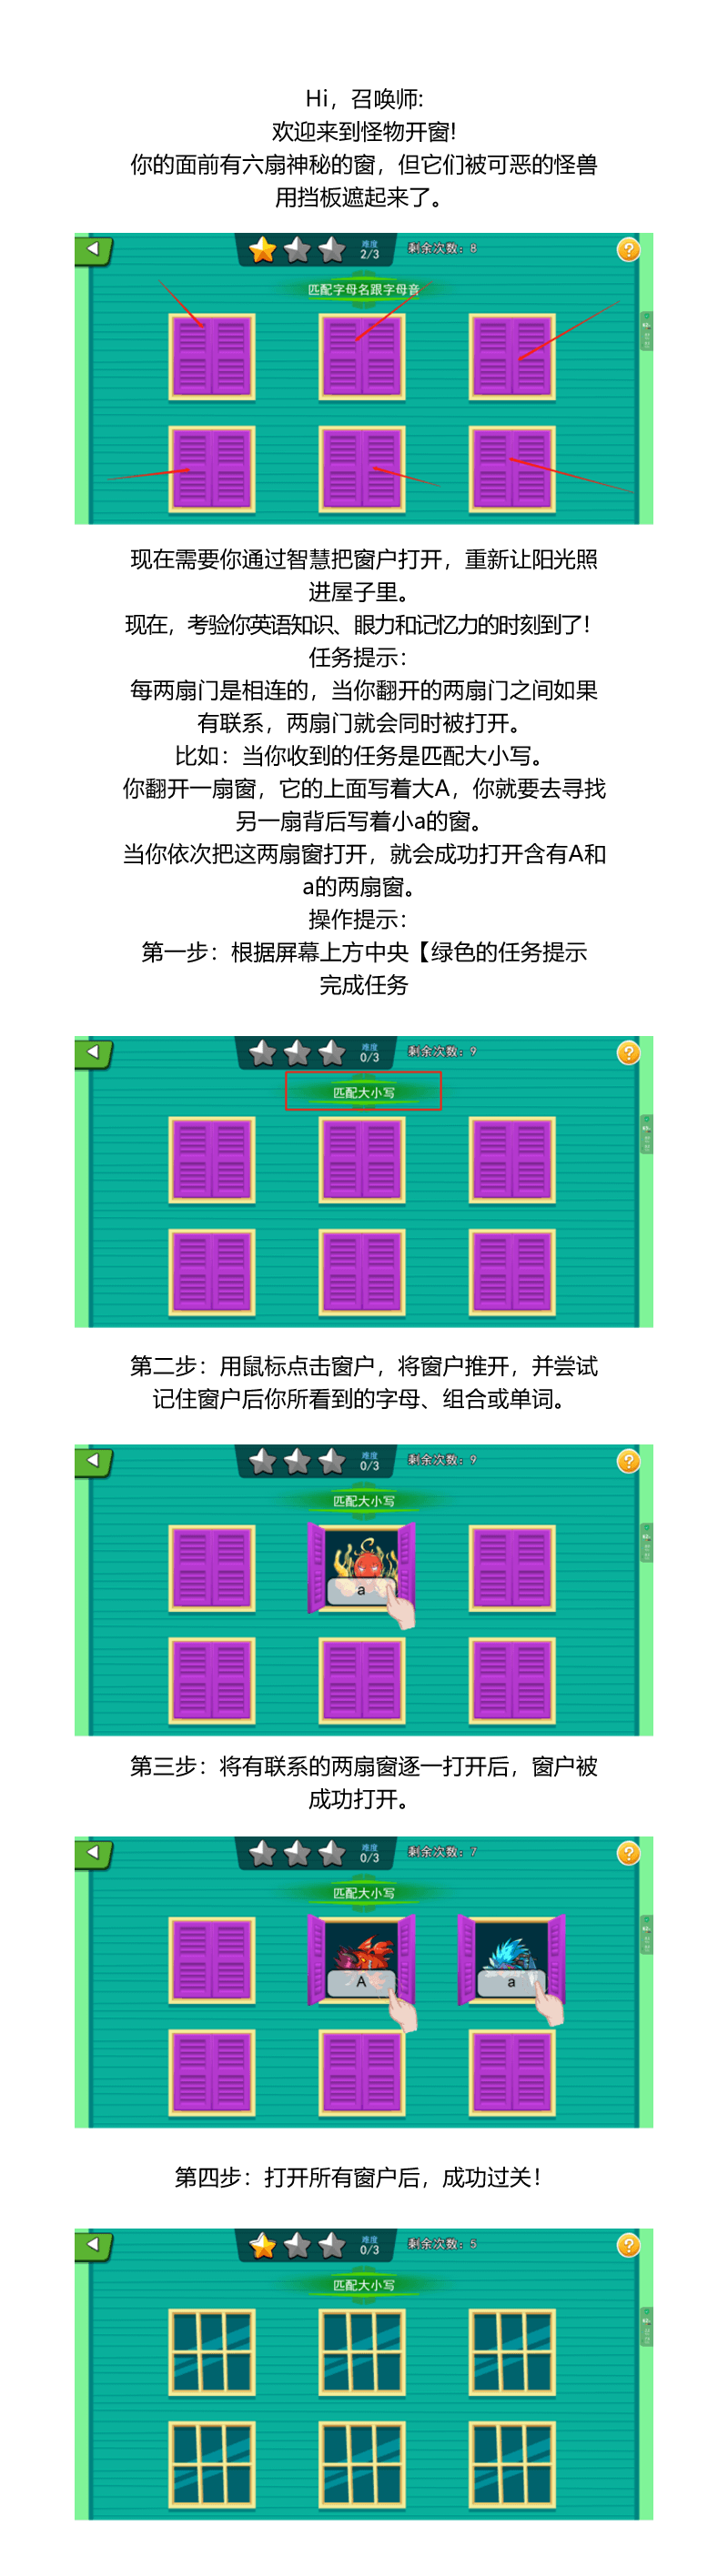 Hi，召唤师：
欢迎来到怪物开窗！
你的面前有六扇神秘的窗，但它们被可恶的怪兽
用挡板遮起来了。
难度
2/3
剩余次数：8
?
匹配字母名跟字母音
现在需要你通过智慧把窗户打开，重新让阳光照
进屋子里。
现在，考验你英语知识、眼力和记忆力的时刻到了！
任务提示：
每两扇门是相连的，当你翻开的两扇门之间如果
有联系，两扇门就会同时被打开。
比如：当你收到的任务是匹配大小写。
你翻开一扇窗，它的上面写着大A，你就要去寻找
另一扇背后写着小a的窗。
当你依次把这两扇窗打开，就会成功打开含有A和
a的两扇窗。
操作提示：
第一步：根据屏幕上方中央【绿色的任务提示
完成任务
难度
0/3
剩余次数：9
?
匹配大小写
第二步：用鼠标点击窗户，将窗户推开，并尝试
记住窗户后你所看到的字母、组合或单词。
难度
0/3
剩余次数：9
?
匹配大小写
a
第三步：将有联系的两扇窗逐一打开后，窗户被
成功打开。
难度
0/3
剩余次数：7
?
匹配大小写
A
a
第四步：打开所有窗户后，成功过关！
难度
0/3
剩余次数：5
?
匹配大小写